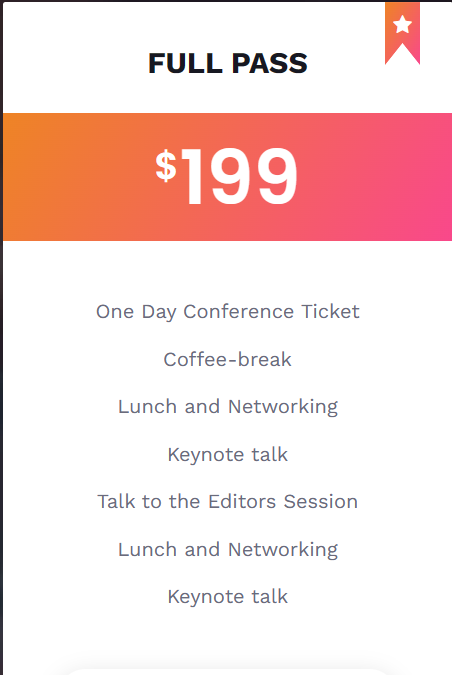 FULL PASS
$199
One Day Conference Ticket
Coffee-break
Lunch and Networking
Keynote talk
Talk to the Editors Session
Lunch and Networking
Keynote talk